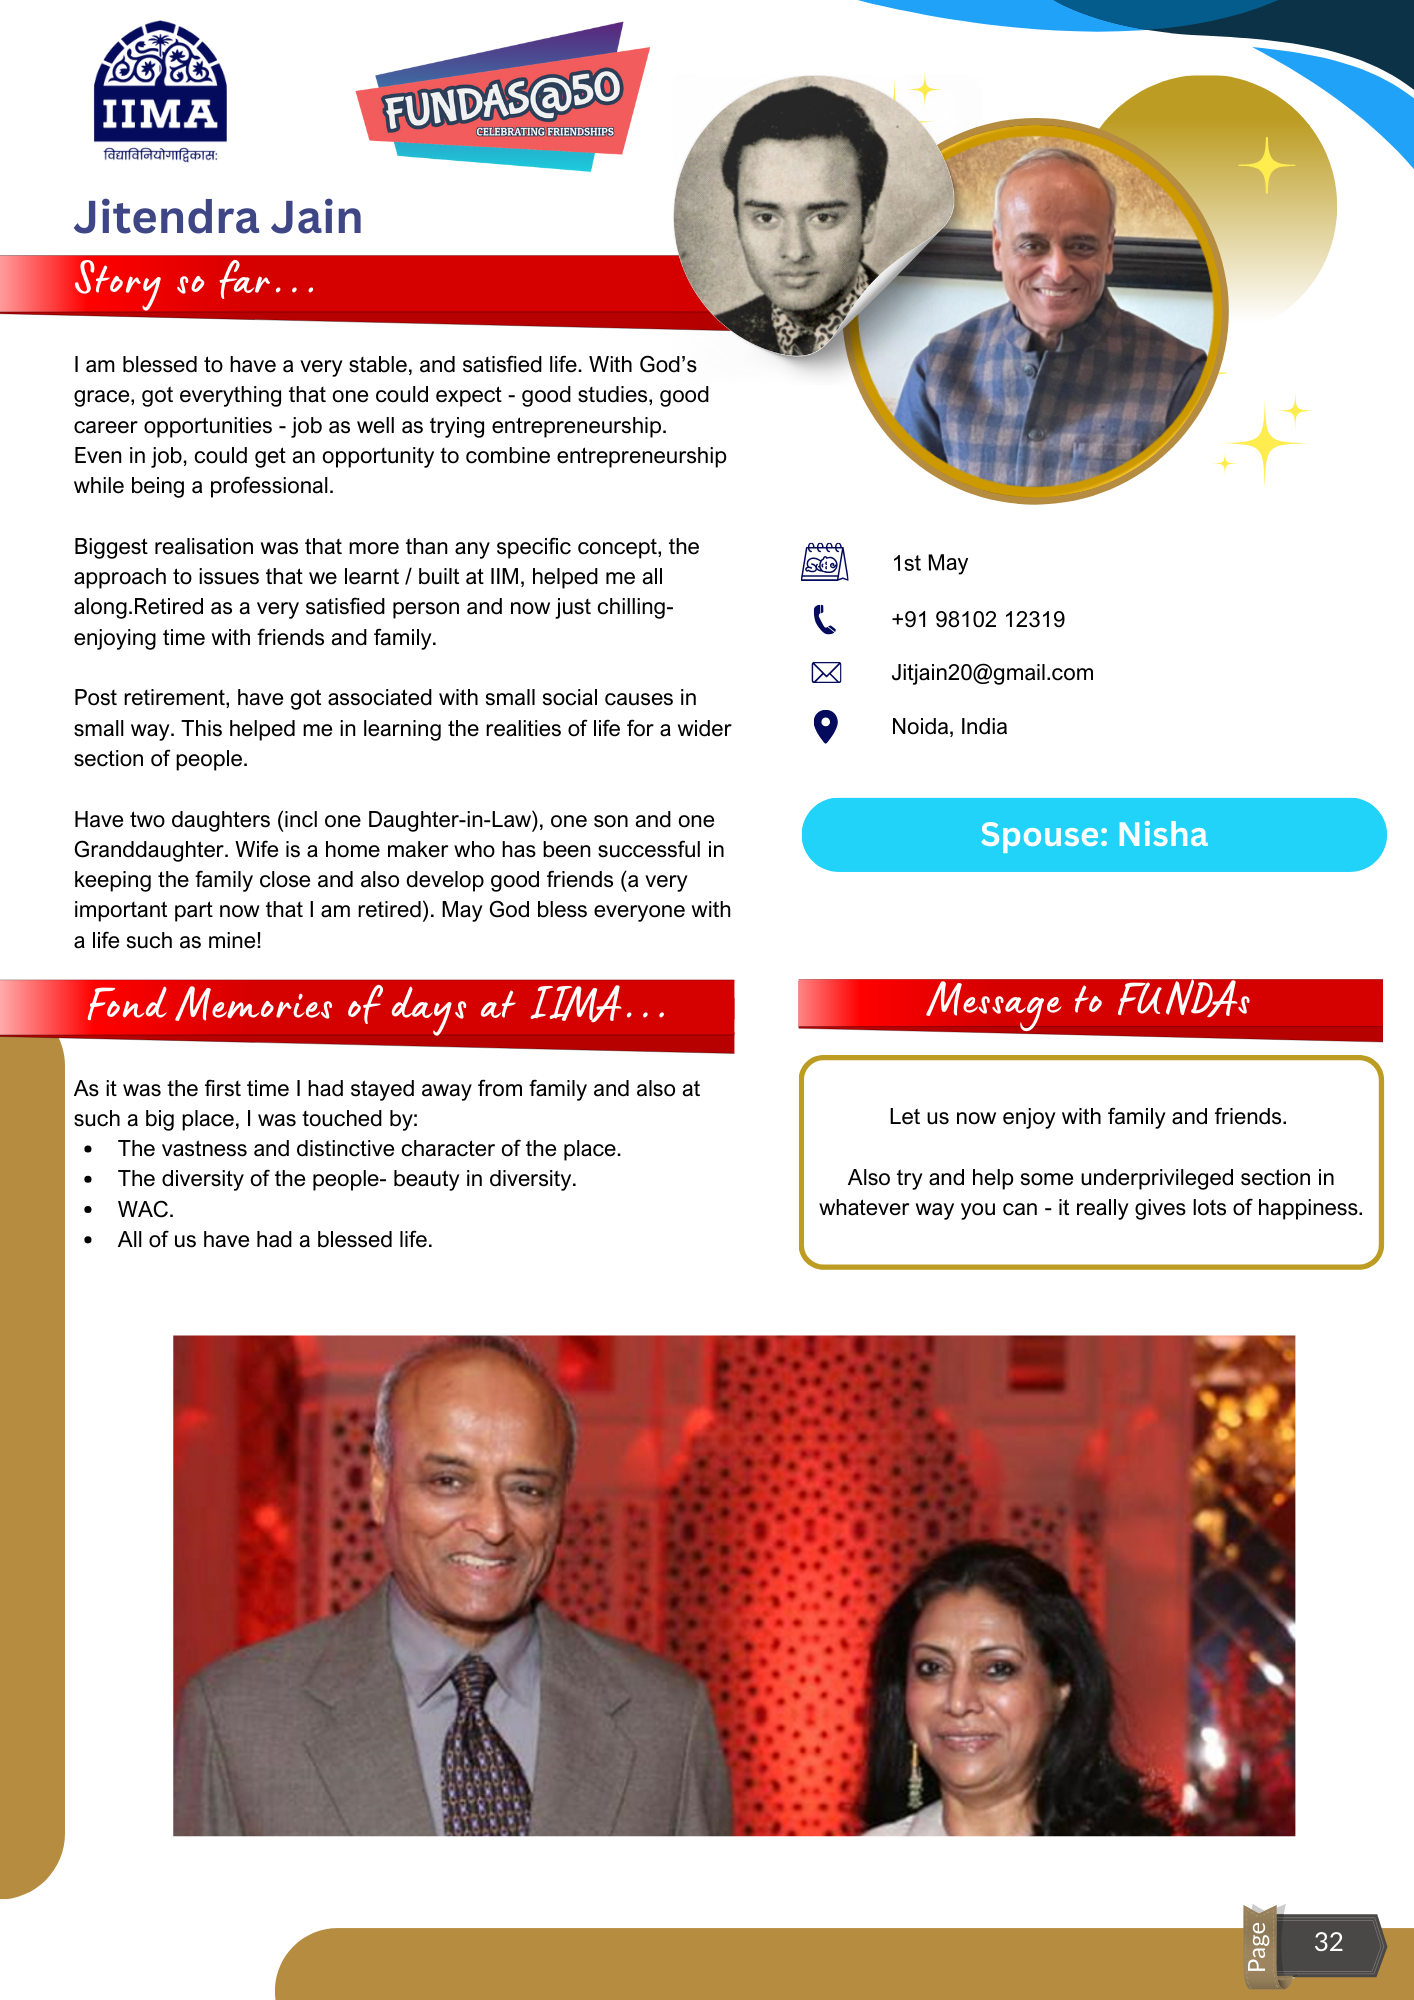 IIMA
विद्याविनियोगाद्विकासः
FUNDAS@50
CELEBRATING FRIENDSHIPS
Jitendra Jain
Story so far...
I am blessed to have a very stable, and satisfied life. With God’s
grace, got everything that one could expect - good studies, good
career opportunities - job as well as trying entrepreneurship.
Even in job, could get an opportunity to combine entrepreneurship
while being a professional.
Biggest realisation was that more than any specific concept, the
approach to issues that we learnt / built at IIM, helped me all
along.Retired as a very satisfied person and now just chilling-
enjoying time with friends and family.
Post retirement, have got associated with small social causes in
small way. This helped me in learning the realities of life for a wider
section of people.
Have two daughters (incl one Daughter-in-Law), one son and one
Granddaughter. Wife is a home maker who has been successful in
keeping the family close and also develop good friends (a very
important part now that I am retired). May God bless everyone with
a life such as mine!
1st May
+91 98102 12319
Jitjain20@gmail.com
Noida, India
Spouse: Nisha
Fond Memories of days at IIMA...
As it was the first time I had stayed away from family and also at
such a big place, I was touched by:
• The vastness and distinctive character of the place.
• The diversity of the people- beauty in diversity.
• WAC.
• All of us have had a blessed life.
Message to FUNDAs
Let us now enjoy with family and friends.
Also try and help some underprivileged section in
whatever way you can - it really gives lots of happiness.
Page
32